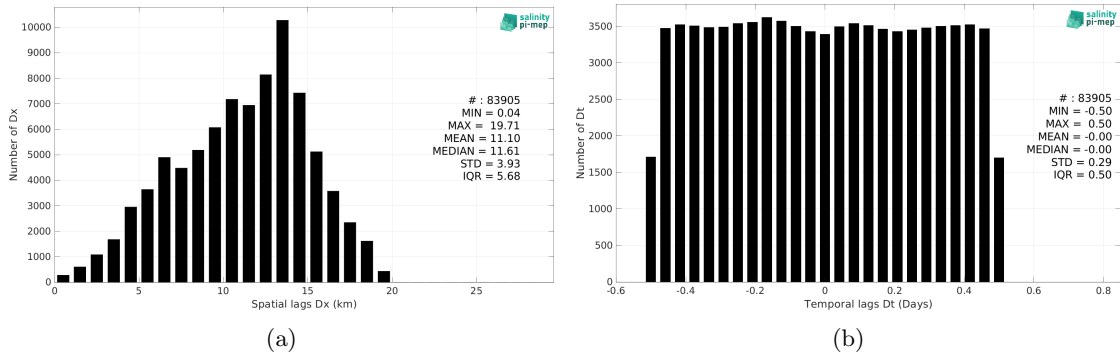 salinity
pi-mep
10000
9000
8000
7000
6000
5000
4000
3000
2000
1000
0
Number of Dx
# : 83905
MIN = 0.04
MAX = 19.71
MEAN = 11.10
MEDIAN = 11.61
STD = 3.93
IQR = 5.68
0 5 10 15 20 25
Spatial lags Dx (km)
(a)
salinity
pi-mep
3500
3000
2500
2000
1500
1000
500
0
Number of Dt
# : 83905
MIN = -0.50
MAX = 0.50
MEAN = -0.00
MEDIAN = -0.00
STD = 0.29
IQR = 0.50
-0.6 -0.4 -0.2 0 0.2 0.4 0.6 0.8
Temporal lags Dt (Days)
(b)